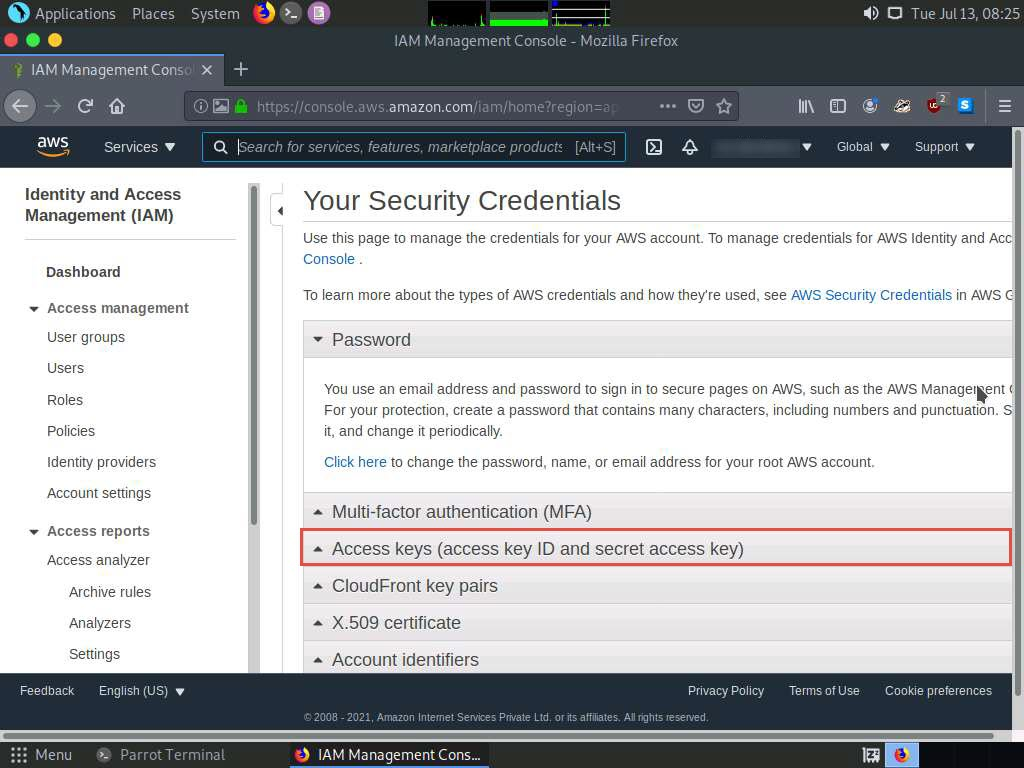 Applications Places System
Tue Jul 13, 08:25
IAM Management Console - Mozilla Firefox
IAM Management Conso
https://console.aws.amazon.com/iam/home?region=ap
2
aws
Services
Search for services, features, marketplace products [Alt+S]
Global
Support
Identity and Access
Management (IAM)
Dashboard
Access management
User groups
Users
Roles
Policies
Identity providers
Account settings
Access reports
Access analyzer
Archive rules
Analyzers
Settings
Your Security Credentials
Use this page to manage the credentials for your AWS account. To manage credentials for AWS Identity and Acc
Console .
To learn more about the types of AWS credentials and how they're used, see AWS Security Credentials in AWS G
Password
You use an email address and password to sign in to secure pages on AWS, such as the AWS Management C
For your protection, create a password that contains many characters, including numbers and punctuation. S
it, and change it periodically.
Click here to change the password, name, or email address for your root AWS account.
Multi-factor authentication (MFA)
Access keys (access key ID and secret access key)
CloudFront key pairs
X.509 certificate
Account identifiers
Feedback
English (US)
Privacy Policy
Terms of Use
Cookie preferences
© 2008 - 2021, Amazon Internet Services Private Ltd. or its affiliates. All rights reserved.
Menu
Parrot Terminal
IAM Management Cons...